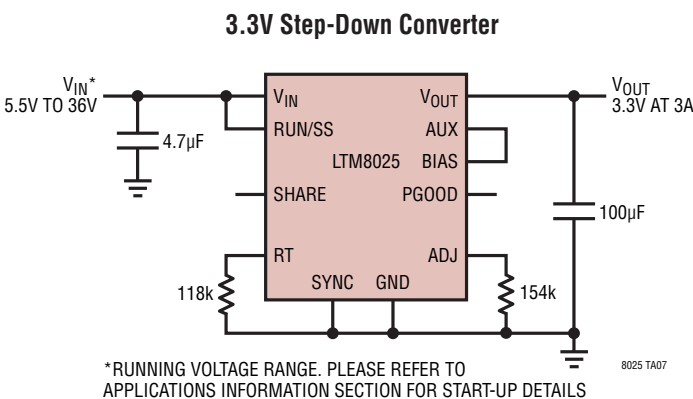 3.3V Step-Down Converter
VIN*
5.5V TO 36V
4.7µF
VIN
RUN/SS
SHARE
RT
SYNC
GND
LTM8025
VOUT
AUX
BIAS
PGOOD
ADJ
VOUT
3.3V AT 3A
100µF
118k
154k
*RUNNING VOLTAGE RANGE. PLEASE REFER TO
APPLICATIONS INFORMATION SECTION FOR START-UP DETAILS
8025 TA07